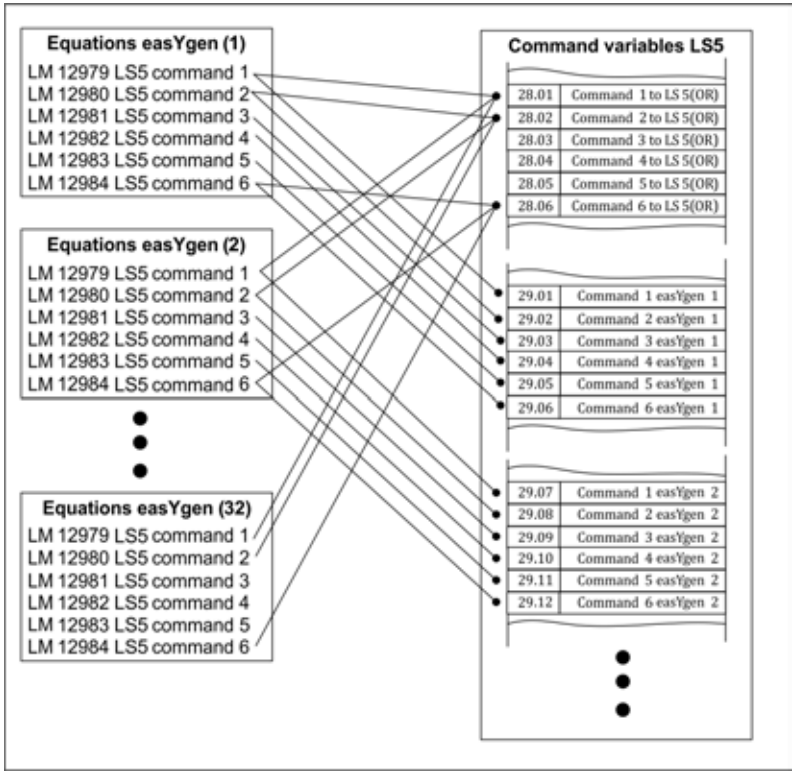 Equations easYgen (1)
LM 12979 LS5 command 1
LM 12980 LS5 command 2
LM 12981 LS5 command 3
LM 12982 LS5 command 4
LM 12983 LS5 command 5
LM 12984 LS5 command 6
Equations easYgen (2)
LM 12979 LS5 command 1
LM 12980 LS5 command 2
LM 12981 LS5 command 3
LM 12982 LS5 command 4
LM 12983 LS5 command 5
LM 12984 LS5 command 6
Equations easYgen (32)
LM 12979 LS5 command 1
LM 12980 LS5 command 2
LM 12981 LS5 command 3
LM 12982 LS5 command 4
LM 12983 LS5 command 5
LM 12984 LS5 command 6
Command variables LS5
28.01 Command 1 to LS 5(OR)
28.02 Command 2 to LS 5(OR)
28.03 Command 3 to LS 5(OR)
28.04 Command 4 to LS 5(OR)
28.05 Command 5 to LS 5(OR)
28.06 Command 6 to LS 5(OR)
29.01 Command 1 easYgen 1
29.02 Command 2 easYgen 1
29.03 Command 3 easYgen 1
29.04 Command 4 easYgen 1
29.05 Command 5 easYgen 1
29.06 Command 6 easYgen 1
29.07 Command 1 easYgen 2
29.08 Command 2 easYgen 2
29.09 Command 3 easYgen 2
29.10 Command 4 easYgen 2
29.11 Command 5 easYgen 2
29.12 Command 6 easYgen 2